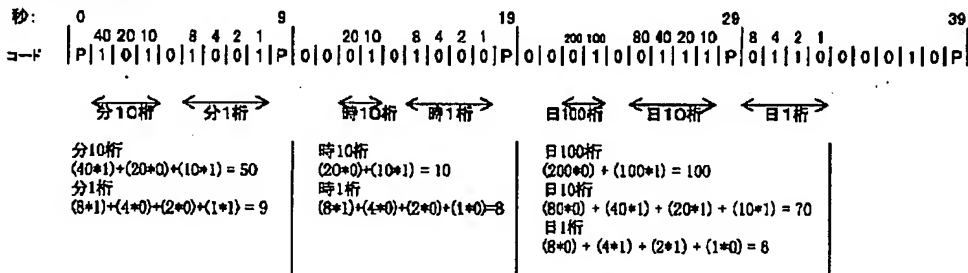 秒: 0 9 19 29 39
40 20 10 8 4 2 1 20 10 8 4 2 1 200 100 80 40 20 10 8 4 2 1
コード |P|1|0|1|0|1|0|0|1|P|0|0|0|1|0|1|0|0|0|P|0|0|0|1|0|0|1|1|1|P|0|1|1|0|0|0|0|1|0|P|
分10桁 分1桁 時10桁 時1桁 日100桁 日10桁 日1桁
分10桁
(40*1)+(20*0)+(10*1) = 50
分1桁
(8*1)+(4*0)+(2*0)+(1*1) = 9
時10桁
(20*0)+(10*1) = 10
時1桁
(8*1)+(4*0)+(2*0)+(1*0)=8
日100桁
(200*0) + (100*1) = 100
日10桁
(80*0) + (40*1) + (20*1) + (10*1) = 70
日1桁
(8*0) + (4*1) + (2*1) + (1*0) = 6